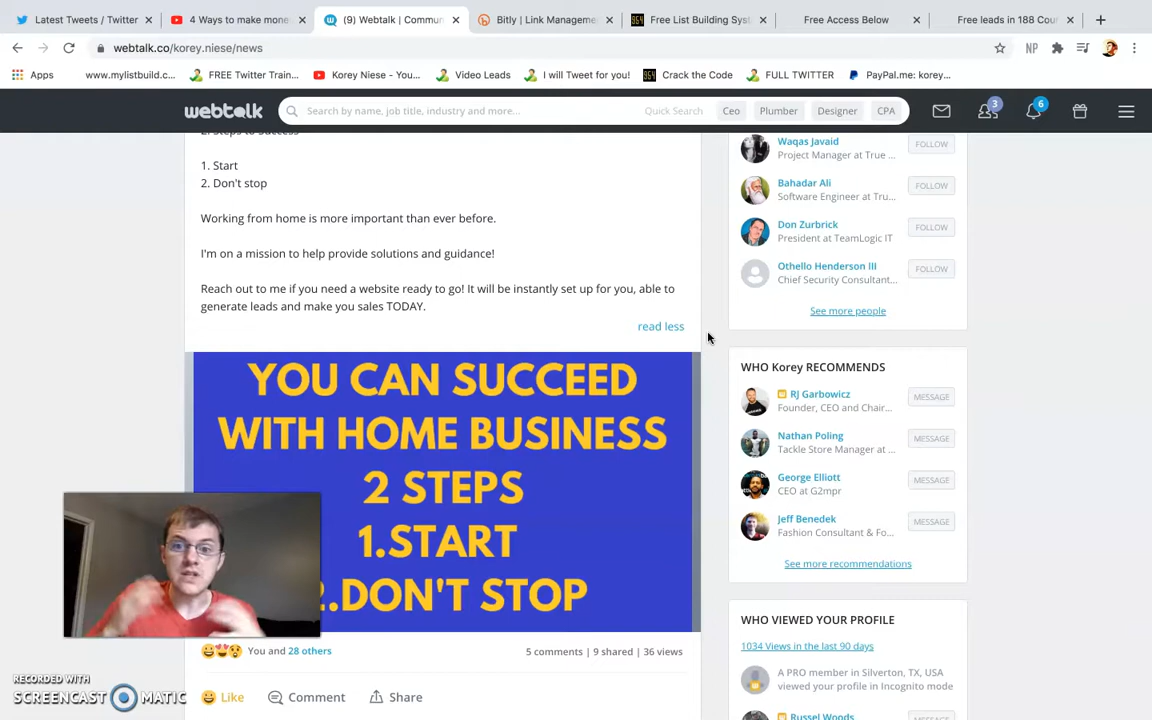 Latest Tweets / Twitter
4 Ways to make mone
(9) Webtalk | Commun
Bitly | Link Manageme
Free List Building Sys
Free Access Below
Free leads in 188 Cou
webtalk.co/korey.niese/news
NP
Apps
www.mylistbuild.c...
FREE Twitter Train...
Korey Niese - You...
Video Leads
I will Tweet for you!
964 Crack the Code
FULL TWITTER
PayPal.me: korey...
webtalk
Search by name, job title, industry and more...
Quick Search
Ceo
Plumber
Designer
CPA
3
6
2. Steps to Success
1. Start
2. Don't stop
Working from home is more important than ever before.
I'm on a mission to help provide solutions and guidance!
Reach out to me if you need a website ready to go! It will be instantly set up for you, able to
generate leads and make you sales TODAY.
read less
YOU CAN SUCCEED
WITH HOME BUSINESS
2 STEPS
1.START
2.DON'T STOP
You and 28 others
5 comments | 9 shared | 36 views
Like
Comment
Share
Waqas Javaid
Project Manager at True ...
FOLLOW
Bahadar Ali
Software Engineer at Tru...
FOLLOW
Don Zurbrick
President at TeamLogic IT
FOLLOW
Othello Henderson III
Chief Security Consultant...
FOLLOW
See more people
WHO Korey RECOMMENDS
RJ Garbowicz
Founder, CEO and Chair...
MESSAGE
Nathan Poling
Tackle Store Manager at ...
MESSAGE
George Elliott
CEO at G2mpr
MESSAGE
Jeff Benedek
Fashion Consultant & Fo...
MESSAGE
See more recommendations
WHO VIEWED YOUR PROFILE
1034 Views in the last 90 days
A PRO member in Silverton, TX, USA
viewed your profile in Incognito mode
Russel Woods
RECORDED WITH
SCREENCAST MATIC